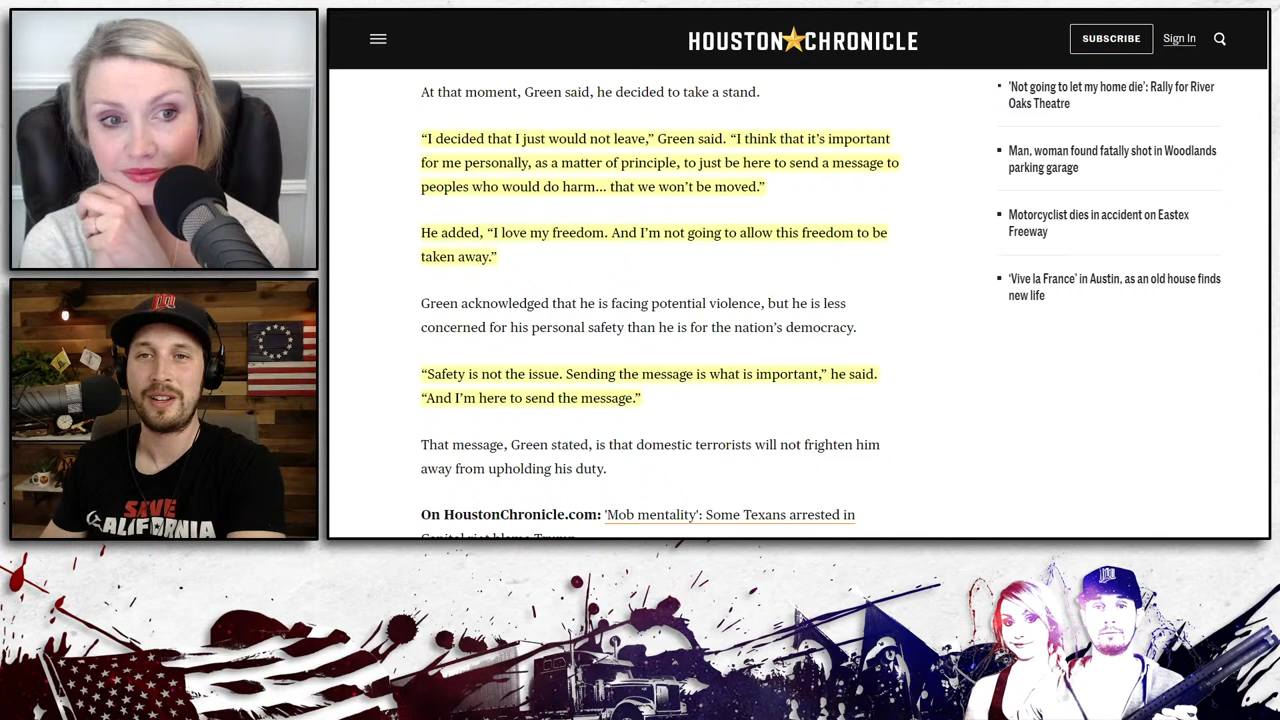 HOUSTON CHRONICLE
SUBSCRIBE
Sign In
At that moment, Green said, he decided to take a stand.
“I decided that I just would not leave,” Green said. “I think that it’s important
for me personally, as a matter of principle, to just be here to send a message to
peoples who would do harm... that we won’t be moved.”
He added, “I love my freedom. And I’m not going to allow this freedom to be
taken away.”
Green acknowledged that he is facing potential violence, but he is less
concerned for his personal safety than he is for the nation’s democracy.
“Safety is not the issue. Sending the message is what is important,” he said.
“And I’m here to send the message.”
That message, Green stated, is that domestic terrorists will not frighten him
away from upholding his duty.
On HoustonChronicle.com: 'Mob mentality': Some Texans arrested in
Capitol riot blame Trump
'Not going to let my home die': Rally for River
Oaks Theatre
Man, woman found fatally shot in Woodlands
parking garage
Motorcyclist dies in accident on Eastex
Freeway
‘Vive la France’ in Austin, as an old house finds
new life
SAVE
CALIFORNIA